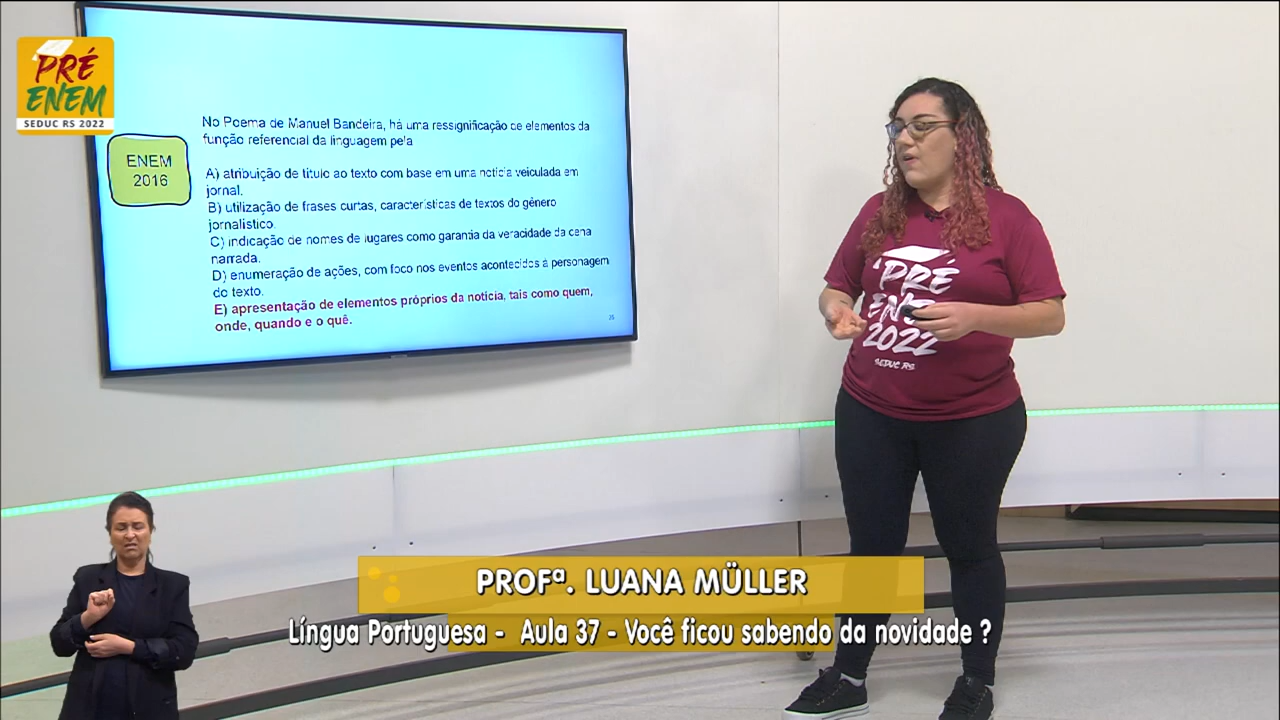 PRÉ
ENEM
SEDUC RS 2022
ENEM
2016
No Poema de Manuel Bandeira, há uma ressignificação de elementos da
função referencial da linguagem pela
A) atribuição de título ao texto com base em uma notícia veiculada em
jornal.
B) utilização de frases curtas, características de textos do gênero
jornalístico.
C) indicação de nomes de lugares como garantia da veracidade da cena
narrada.
D) enumeração de ações, com foco nos eventos acontecidos à personagem
do texto.
E) apresentação de elementos próprios da notícia, tais como quem,
onde, quando e o quê.
PRÉ
2022
SEDUC RS
PROFª. LUANA MÜLLER
Língua Portuguesa - Aula 37 - Você ficou sabendo da novidade ?